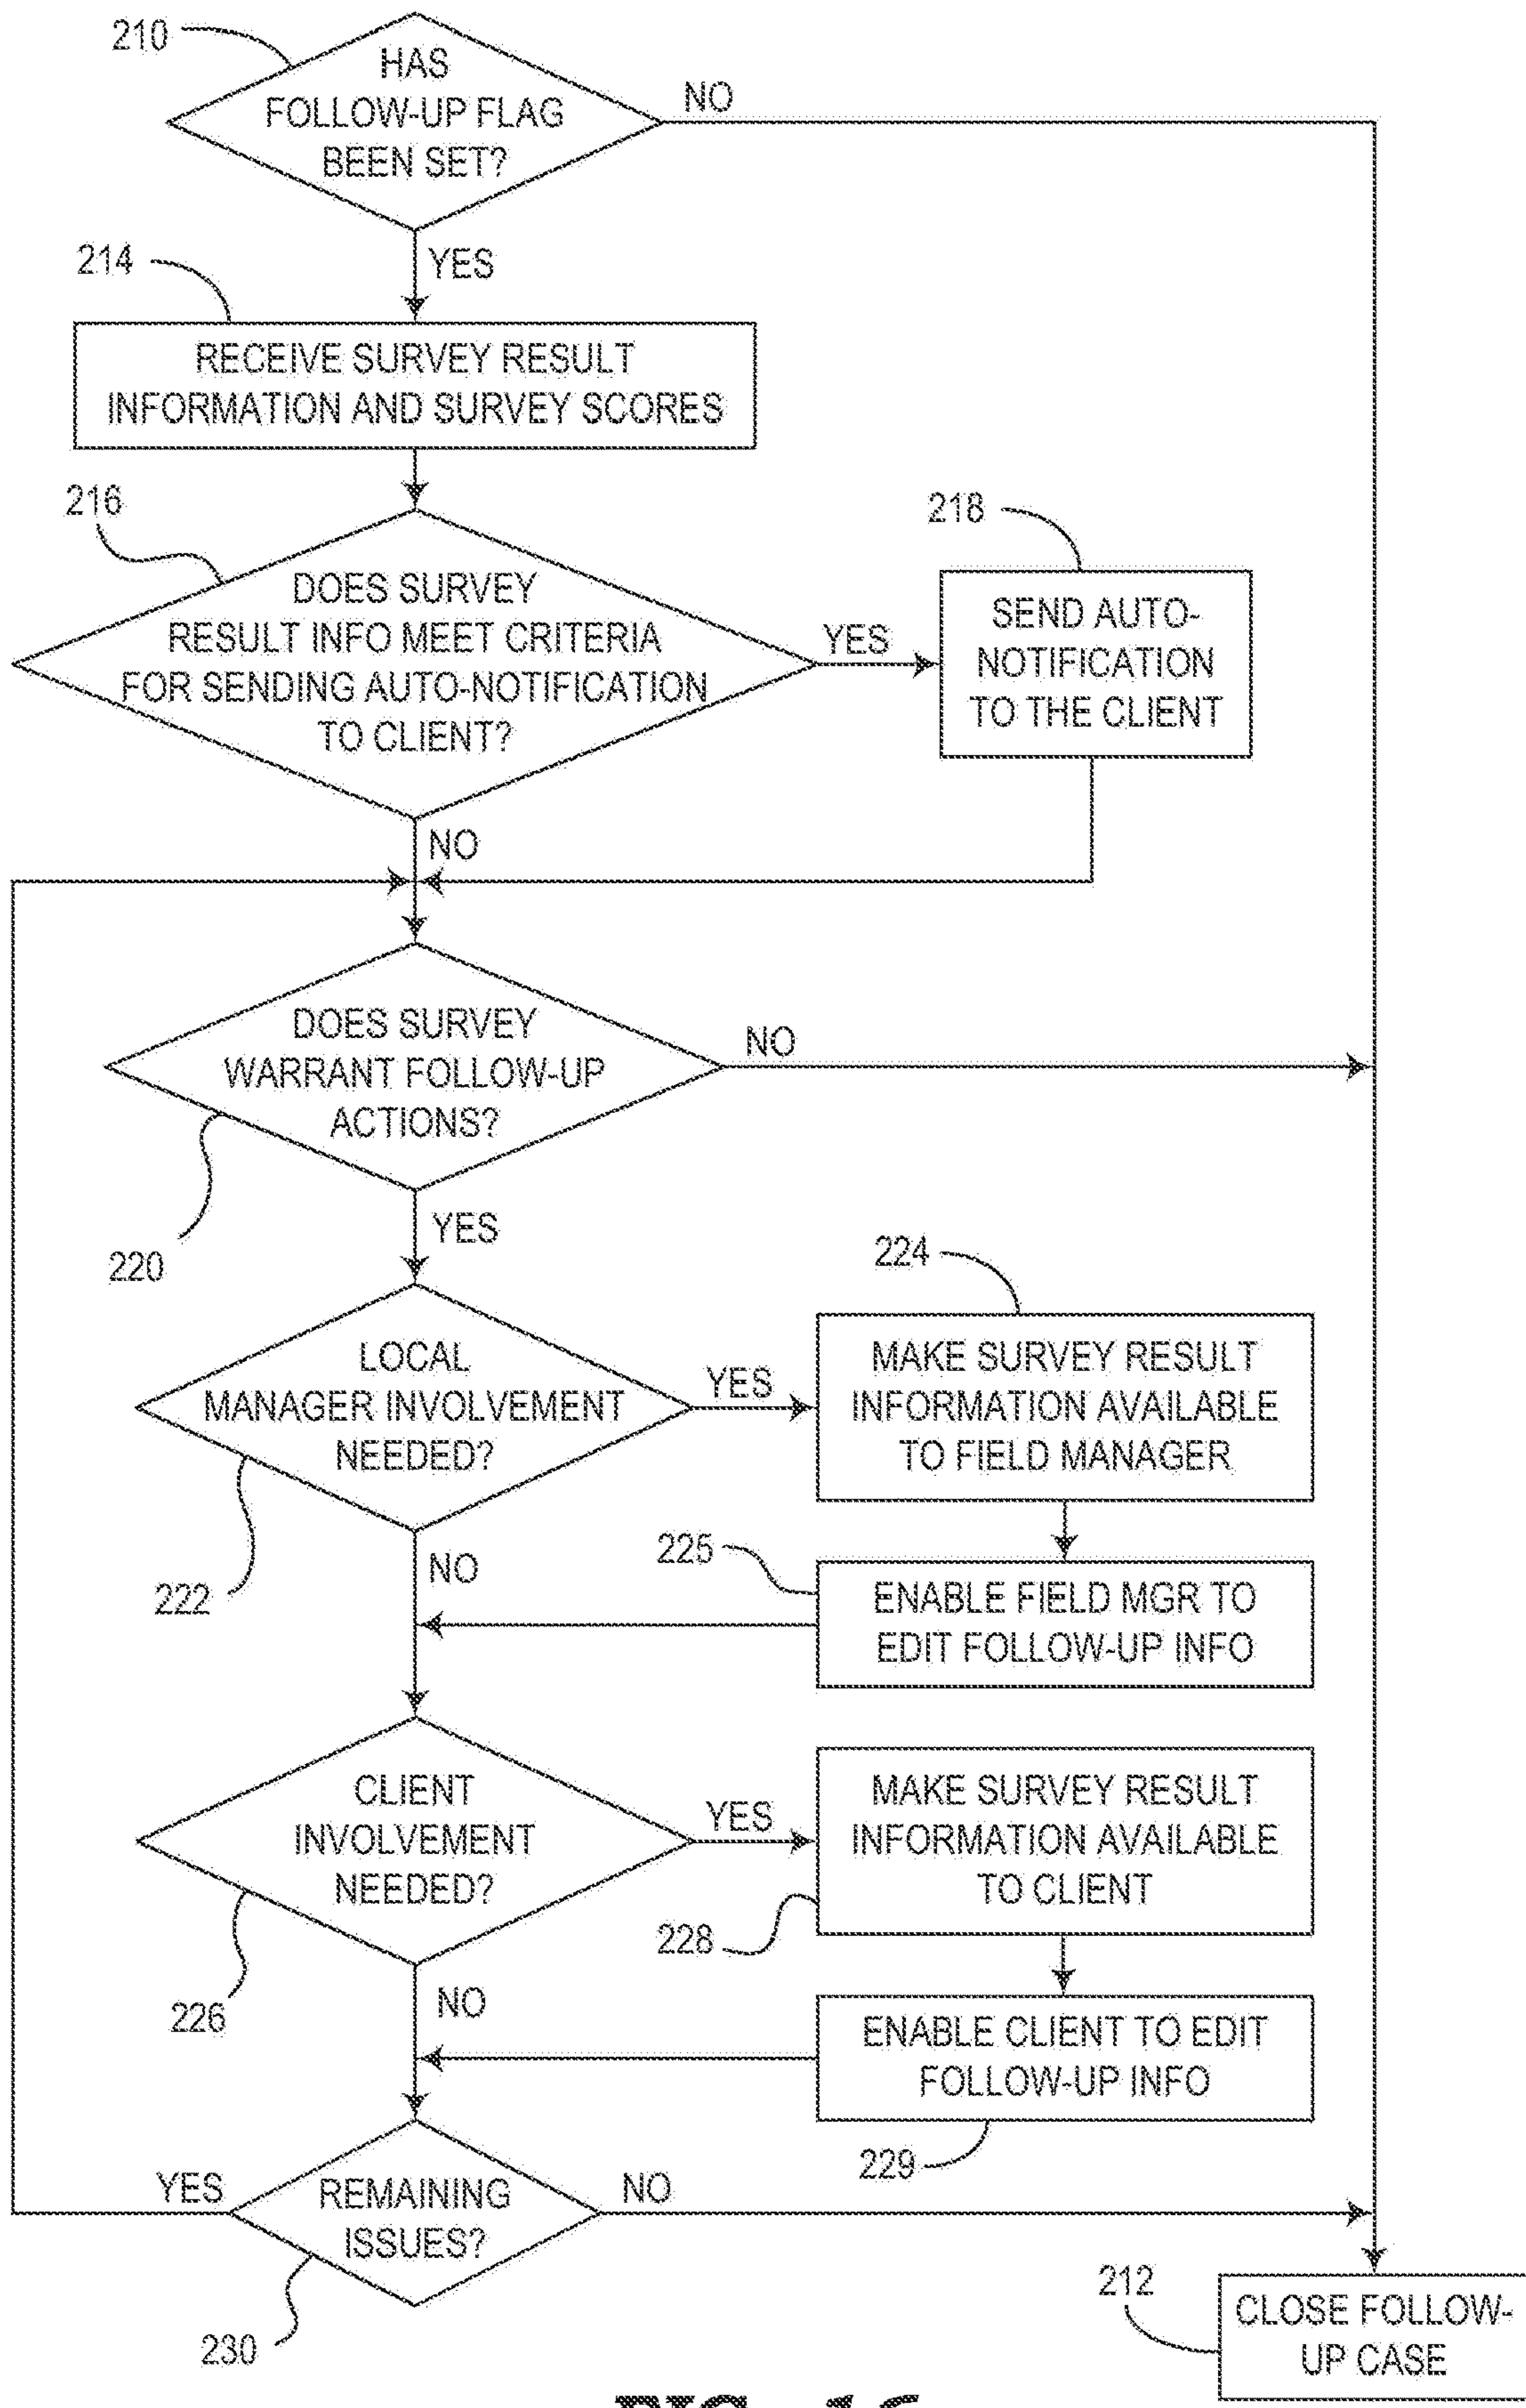 210
HAS
FOLLOW-UP FLAG
BEEN SET?
NO
YES
214
RECEIVE SURVEY RESULT
INFORMATION AND SURVEY SCORES
216
DOES SURVEY
RESULT INFO MEET CRITERIA
FOR SENDING AUTO-NOTIFICATION
TO CLIENT?
YES
218
SEND AUTO-
NOTIFICATION
TO THE CLIENT
NO
DOES SURVEY
WARRANT FOLLOW-UP
ACTIONS?
NO
220
YES
LOCAL
MANAGER INVOLVEMENT
NEEDED?
YES
224
MAKE SURVEY RESULT
INFORMATION AVAILABLE
TO FIELD MANAGER
222
NO
225
ENABLE FIELD MGR TO
EDIT FOLLOW-UP INFO
CLIENT
INVOLVEMENT
NEEDED?
YES
MAKE SURVEY RESULT
INFORMATION AVAILABLE
TO CLIENT
228
226
NO
ENABLE CLIENT TO EDIT
FOLLOW-UP INFO
229
YES
REMAINING
ISSUES?
NO
230
212
CLOSE FOLLOW-
UP CASE